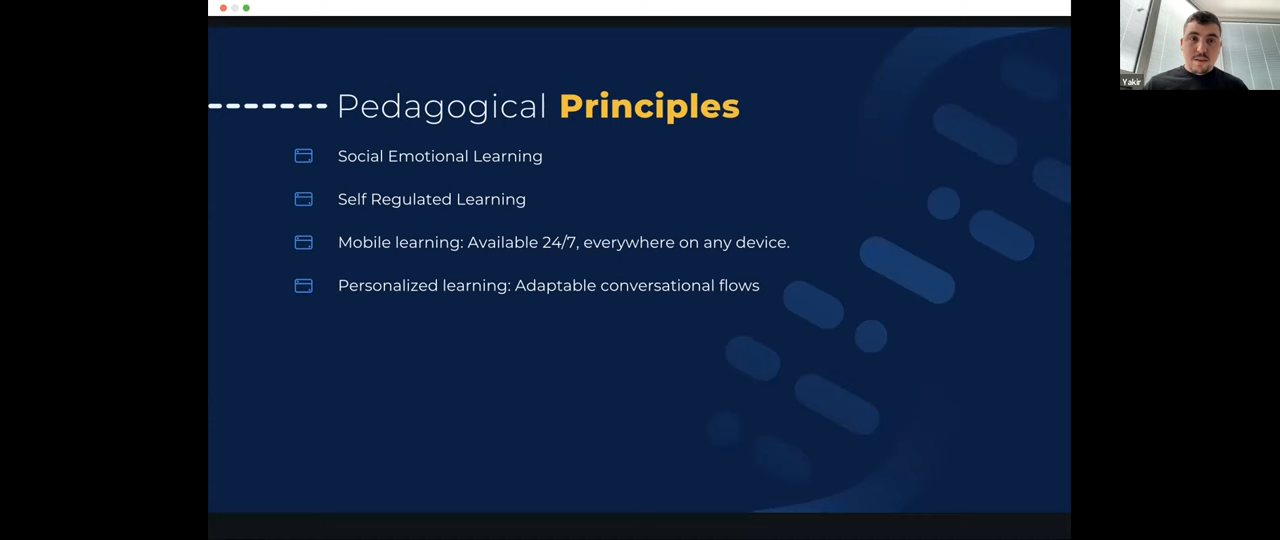 Pedagogical Principles
Social Emotional Learning
Self Regulated Learning
Mobile learning: Available 24/7, everywhere on any device.
Personalized learning: Adaptable conversational flows
Yakir